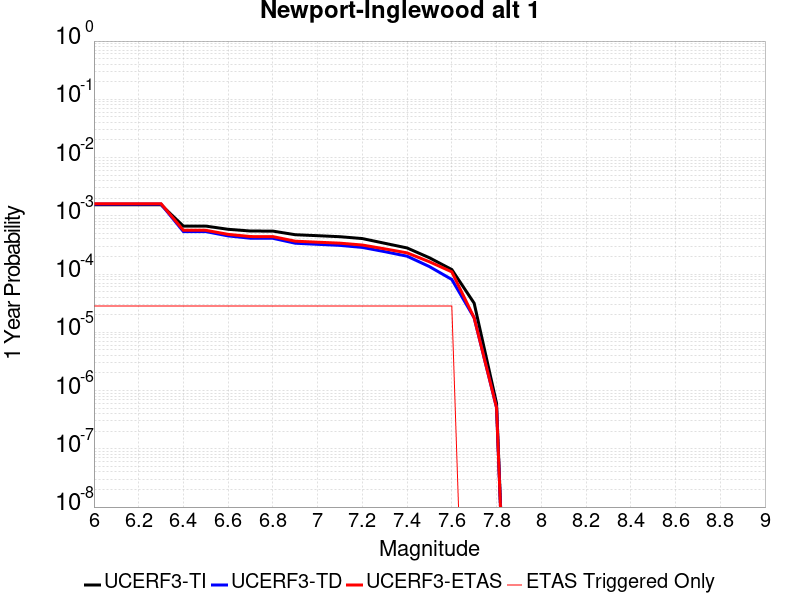 Newport-Inglewood alt 1
10^0
10^-1
10^-2
10^-3
10^-4
10^-5
10^-6
10^-7
10^-8
1 Year Probability
6 6.2 6.4 6.6 6.8 7 7.2 7.4 7.6 7.8 8 8.2 8.4 8.6 8.8 9
Magnitude
UCERF3-TI UCERF3-TD UCERF3-ETAS ETAS Triggered Only